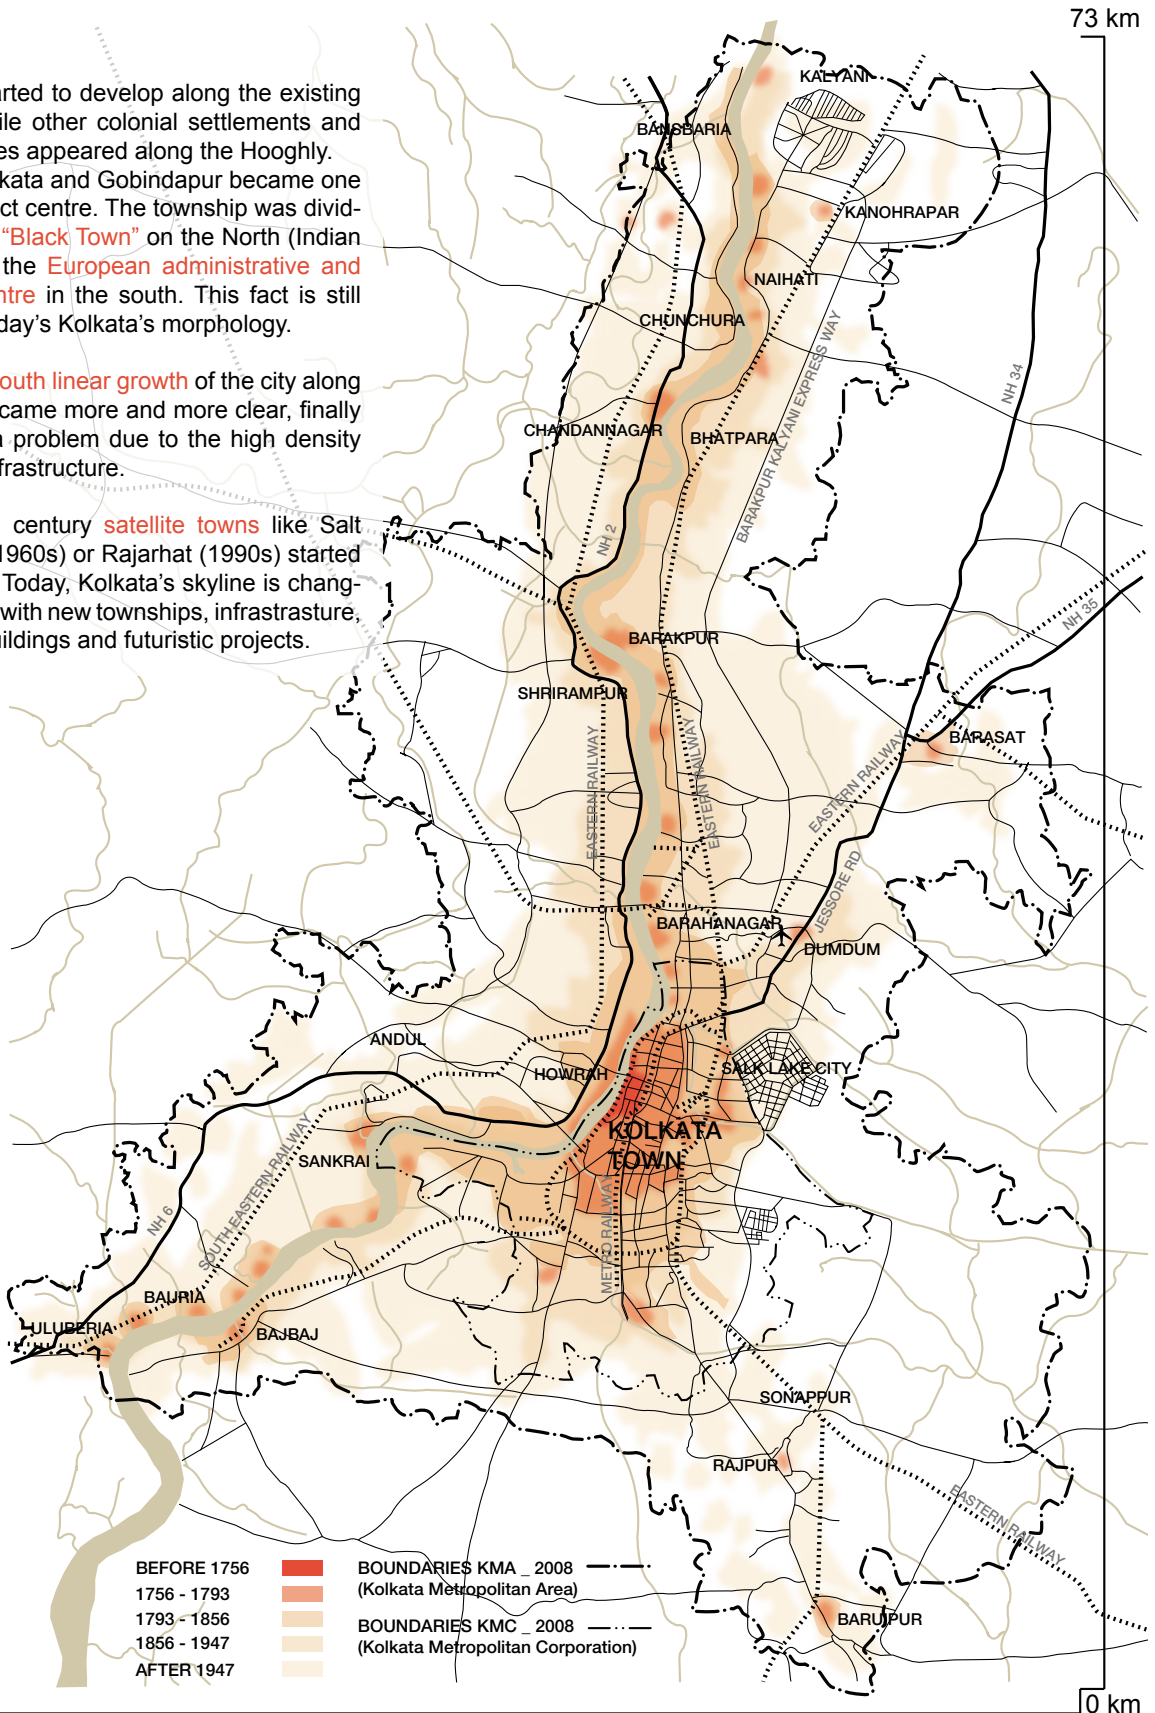 73 km
arted to develop along the existing
ile other colonial settlements and
es appeared along the Hooghly.
kata and Gobindapur became one
ct centre. The township was divid-
“Black Town” on the North (Indian
the European administrative and
ntre in the south. This fact is still
day’s Kolkata’s morphology.
outh linear growth of the city along
came more and more clear, finally
a problem due to the high density
frastructure.
century satellite towns like Salt
1960s) or Rajarhat (1990s) started
Today, Kolkata’s skyline is chang-
with new townships, infrastrasture,
uildings and futuristic projects.
KALYANI
BANSBARIA
KANOHRAPAR
NAIHATI
CHUNCHURA
BARAKPUR KALYANI EXPRESS WAY
NH 34
CHANDANNAGAR
BHATPARA
NH 2
NH 35
BARAKPUR
SHRIRAMPUR
BARASAT
EASTERN RAILWAY
EASTERN RAILWAY
EASTERN RAILWAY
JESSORE RD
BARAHANAGAR
DUMDUM
ANDUL
HOWRAH
SALK LAKE CITY
KOLKATA
TOWN
SANKRAI
SOUTH EASTERN RAILWAY
NH 6
METRO RAILWAY
BAURIA
ULUBERIA
BAJBAJ
SONAPPUR
RAJPUR
EASTERN RAILWAY
BARUIPUR
BEFORE 1756
1756 - 1793
1793 - 1856
1856 - 1947
AFTER 1947
BOUNDARIES KMA _ 2008
(Kolkata Metropolitan Area)
BOUNDARIES KMC _ 2008
(Kolkata Metropolitan Corporation)
0 km